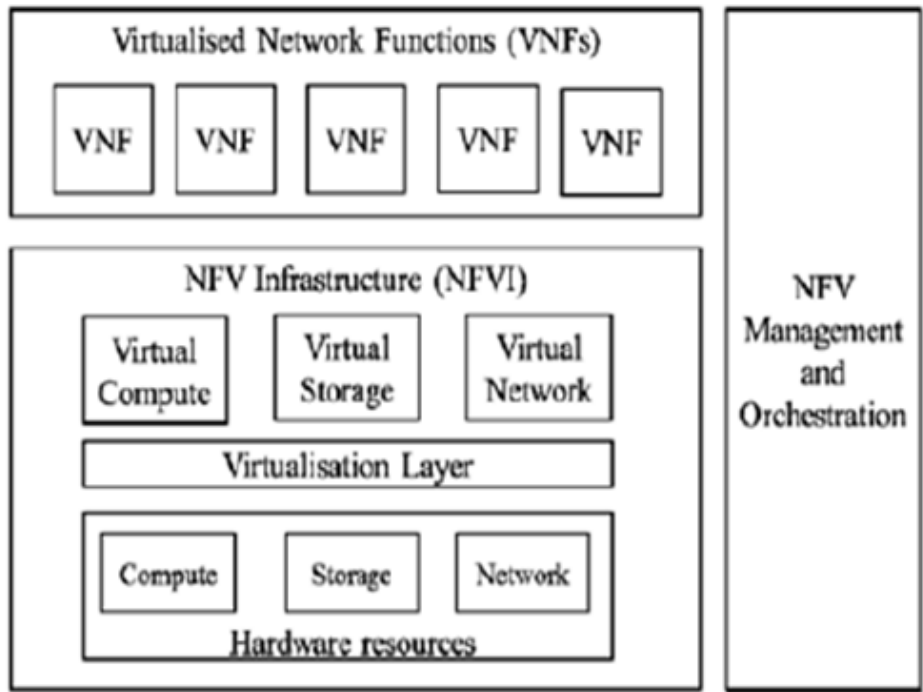 Virtualised Network Functions (VNFs)
VNF VNF VNF VNF VNF
NFV Infrastructure (NFVI)
Virtual Compute
Virtual Storage
Virtual Network
Virtualisation Layer
Compute Storage Network
Hardware resources
NFV
Management
and
Orchestration